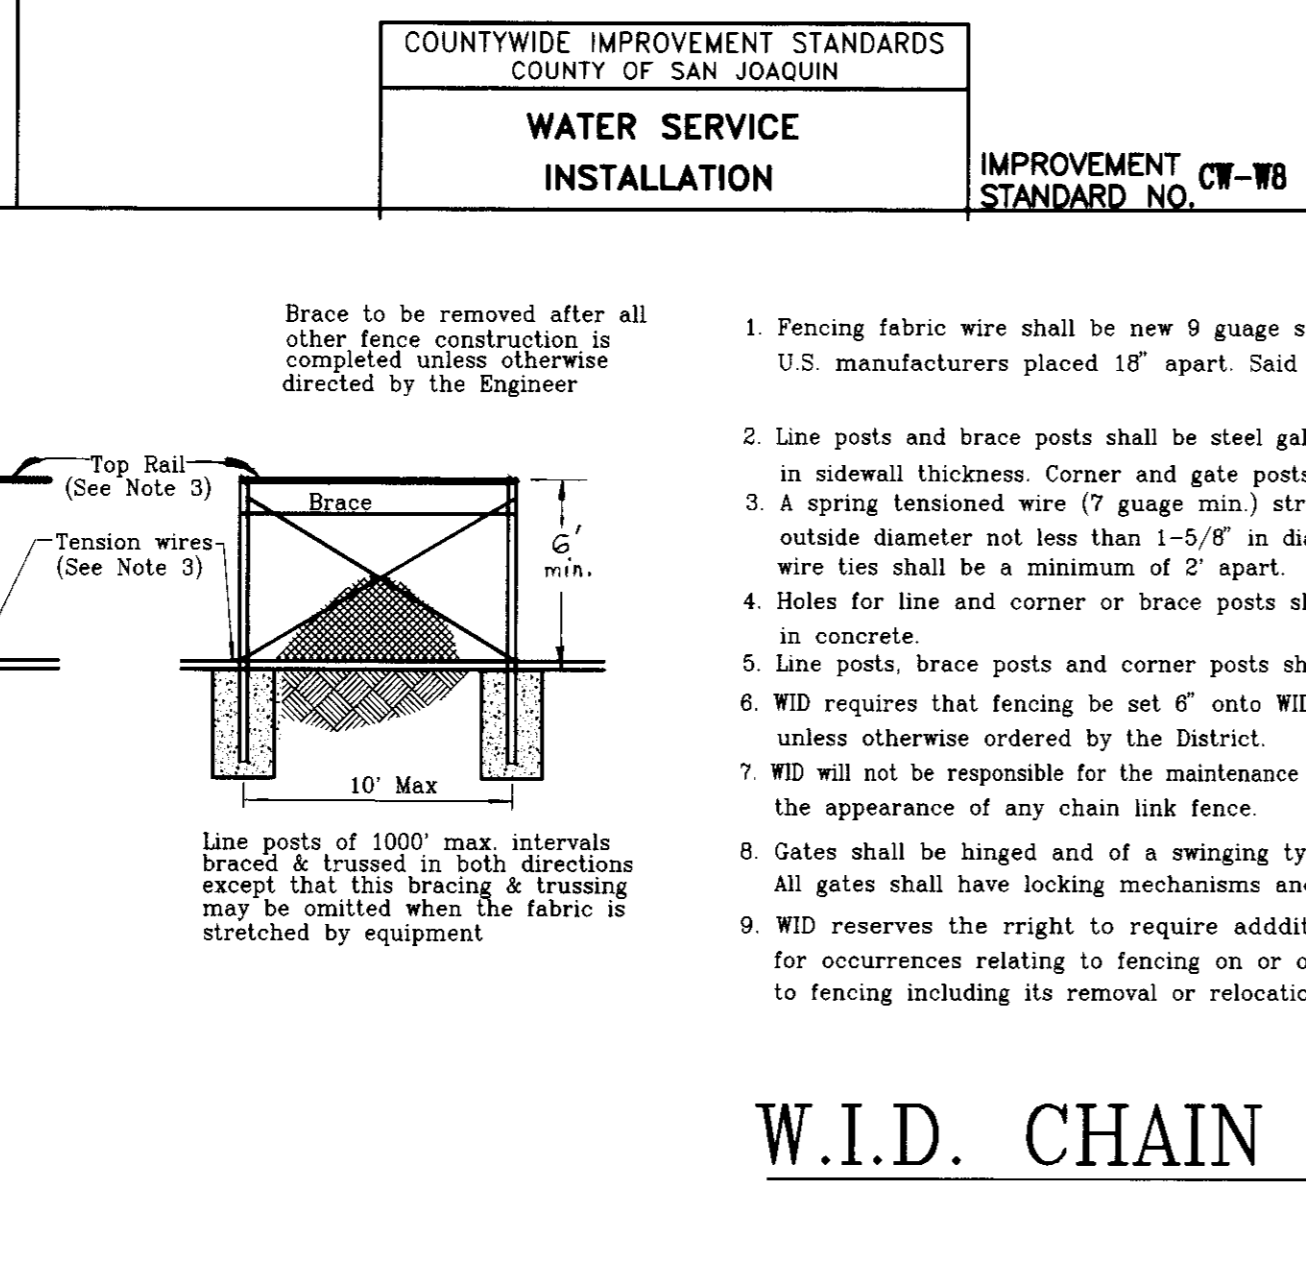 COUNTYWIDE IMPROVEMENT STANDARDS
COUNTY OF SAN JOAQUIN
WATER SERVICE
INSTALLATION
IMPROVEMENT
STANDARD NO. CW-W8
Brace to be removed after all
other fence construction is
completed unless otherwise
directed by the Engineer
Top Rail
(See Note 3)
Brace
Tension wires
(See Note 3)
6'
min.
10' Max
Line posts of 1000' max. intervals
braced & trussed in both directions
except that this bracing & trussing
may be omitted when the fabric is
stretched by equipment
1. Fencing fabric wire shall be new 9 guage s
U.S. manufacturers placed 18" apart. Said
2. Line posts and brace posts shall be steel gal
in sidewall thickness. Corner and gate posts
3. A spring tensioned wire (7 guage min.) str
outside diameter not less than 1-5/8" in dia
wire ties shall be a minimum of 2' apart.
4. Holes for line and corner or brace posts sh
in concrete.
5. Line posts, brace posts and corner posts sh
6. WID requires that fencing be set 6" onto WID
unless otherwise ordered by the District.
7. WID will not be responsible for the maintenance
the appearance of any chain link fence.
8. Gates shall be hinged and of a swinging ty
All gates shall have locking mechanisms and
9. WID reserves the rright to require adddit
for occurrences relating to fencing on or o
to fencing including its removal or relocatio
W.I.D. CHAIN